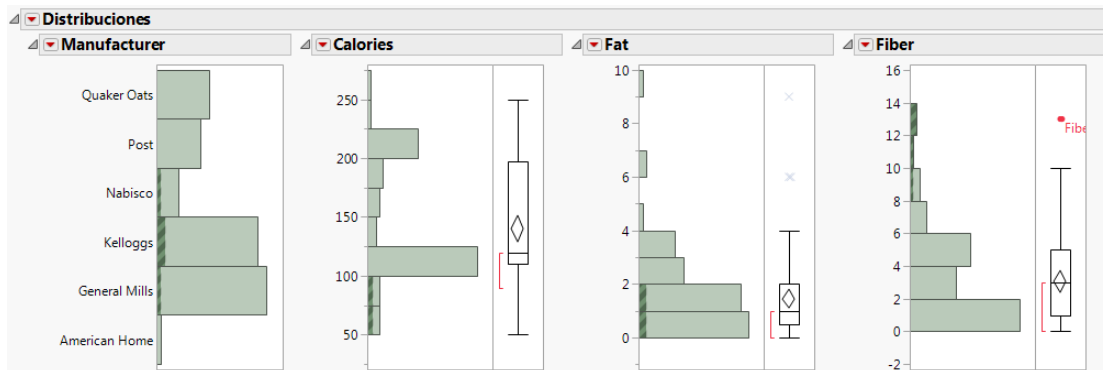 Distribuciones
Manufacturer
Quaker Oats
Post
Nabisco
Kelloggs
General Mills
American Home
Calories
250
200
150
100
50
Fat
10
8
6
4
2
0
Fiber
16
14
12
10
8
6
4
2
0
-2
Fibe